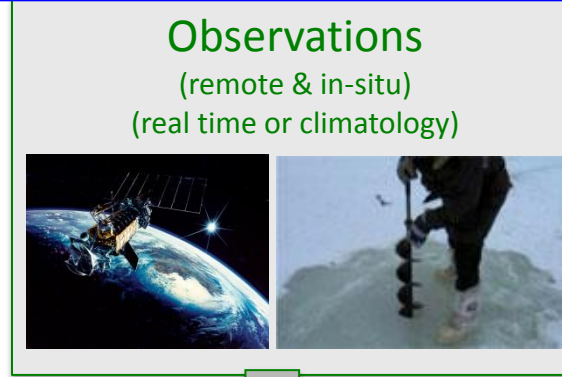 Observations
(remote & in-situ)
(real time or climatology)